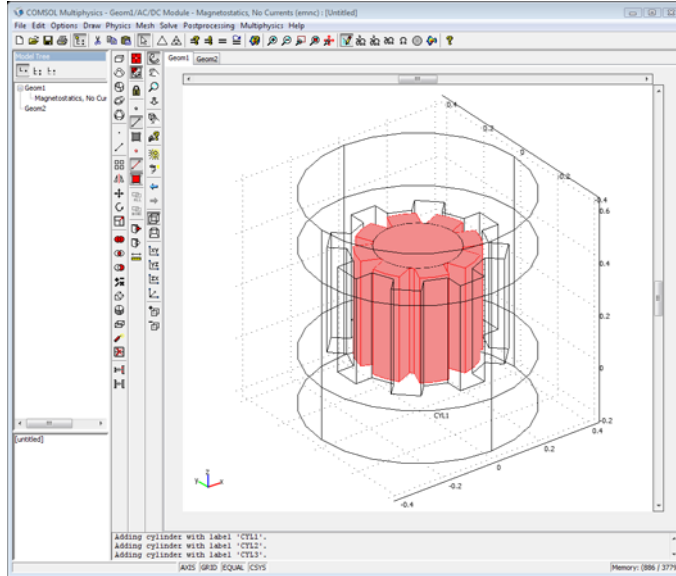 COMSOL Multiphysics - Geom1/AC/DC Module - Magnetostatics, No Currents (emnc) : [Untitled]
File Edit Options Draw Physics Mesh Solve Postprocessing Multiphysics Help
Model Tree
Geom1 Geom2
Geom1
Magnetostatics, No Cur
Geom2
0.4
0.2
0
-0.4
0.6
0.4
0.2
0
CYL1
-0.2
0.4
0.2
0
-0.2
-0.4
z
y x
[untitled]
Adding cylinder with label 'CYL1'.
Adding cylinder with label 'CYL2'.
Adding cylinder with label 'CYL3'.
AXIS GRID EQUAL CSYS
Memory: (886 /